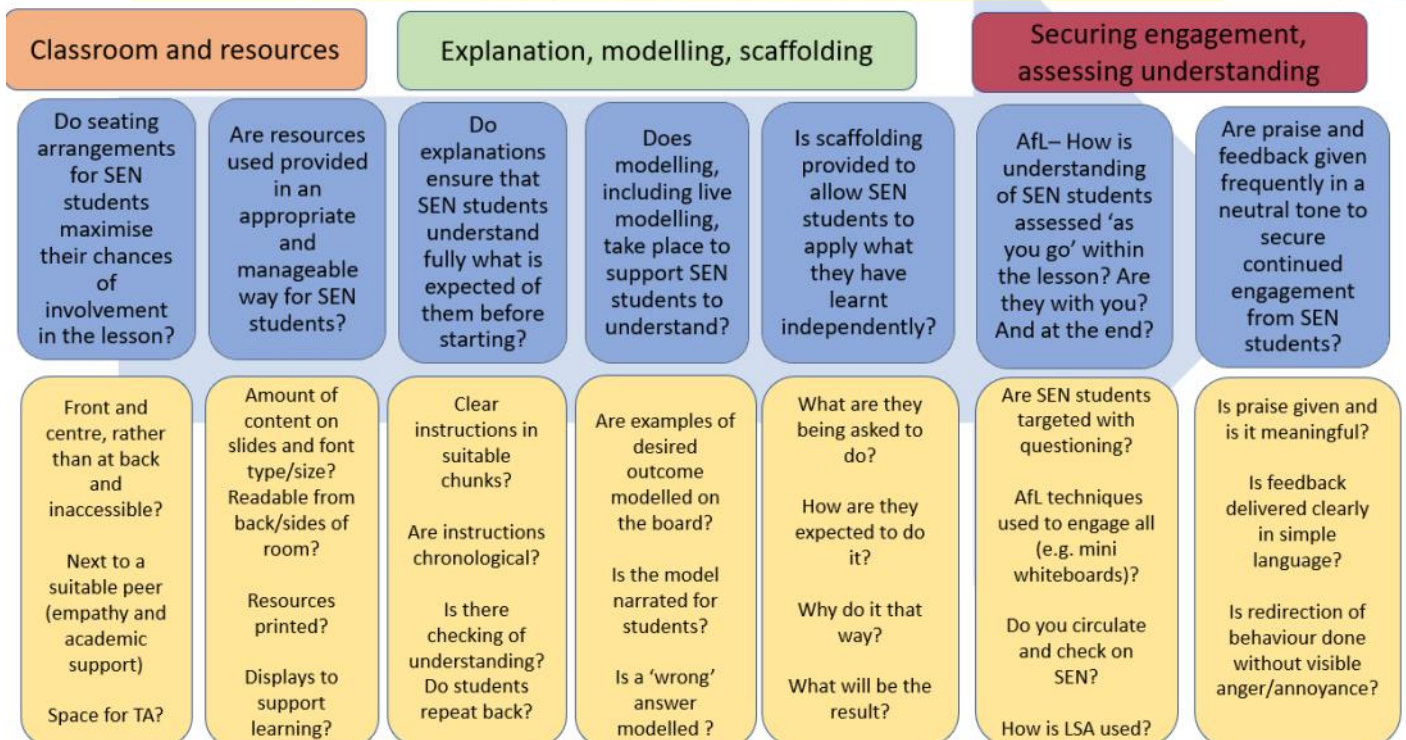 Classroom and resources
Explanation, modelling, scaffolding
Securing engagement,
assessing understanding
Do seating
arrangements
for SEN
students
maximise
their chances
of
involvement
in the lesson?
Are resources
used provided
in an
appropriate
and
manageable
way for SEN
students?
Do
explanations
ensure that
SEN students
understand
fully what is
expected of
them before
starting?
Does
modelling,
including live
modelling,
take place to
support SEN
students to
understand?
Is scaffolding
provided to
allow SEN
students to
apply what
they have
learnt
independently?
AfL– How is
understanding
of SEN students
assessed ‘as
you go’ within
the lesson? Are
they with you?
And at the end?
Are praise and
feedback given
frequently in a
neutral tone to
secure
continued
engagement
from SEN
students?
Front and
centre, rather
than at back
and
inaccessible?
Next to a
suitable peer
(empathy and
academic
support)
Space for TA?
Amount of
content on
slides and font
type/size?
Readable from
back/sides of
room?
Resources
printed?
Displays to
support
learning?
Clear
instructions in
suitable
chunks?
Are instructions
chronological?
Is there
checking of
understanding?
Do students
repeat back?
Are examples of
desired
outcome
modelled on
the board?
Is the model
narrated for
students?
Is a ‘wrong’
answer
modelled ?
What are they
being asked to
do?
How are they
expected to do
it?
Why do it that
way?
What will be the
result?
Are SEN students
targeted with
questioning?
AfL techniques
used to engage all
(e.g. mini
whiteboards)?
Do you circulate
and check on
SEN?
How is LSA used?
Is praise given and
is it meaningful?
Is feedback
delivered clearly
in simple
language?
Is redirection of
behaviour done
without visible
anger/annoyance?